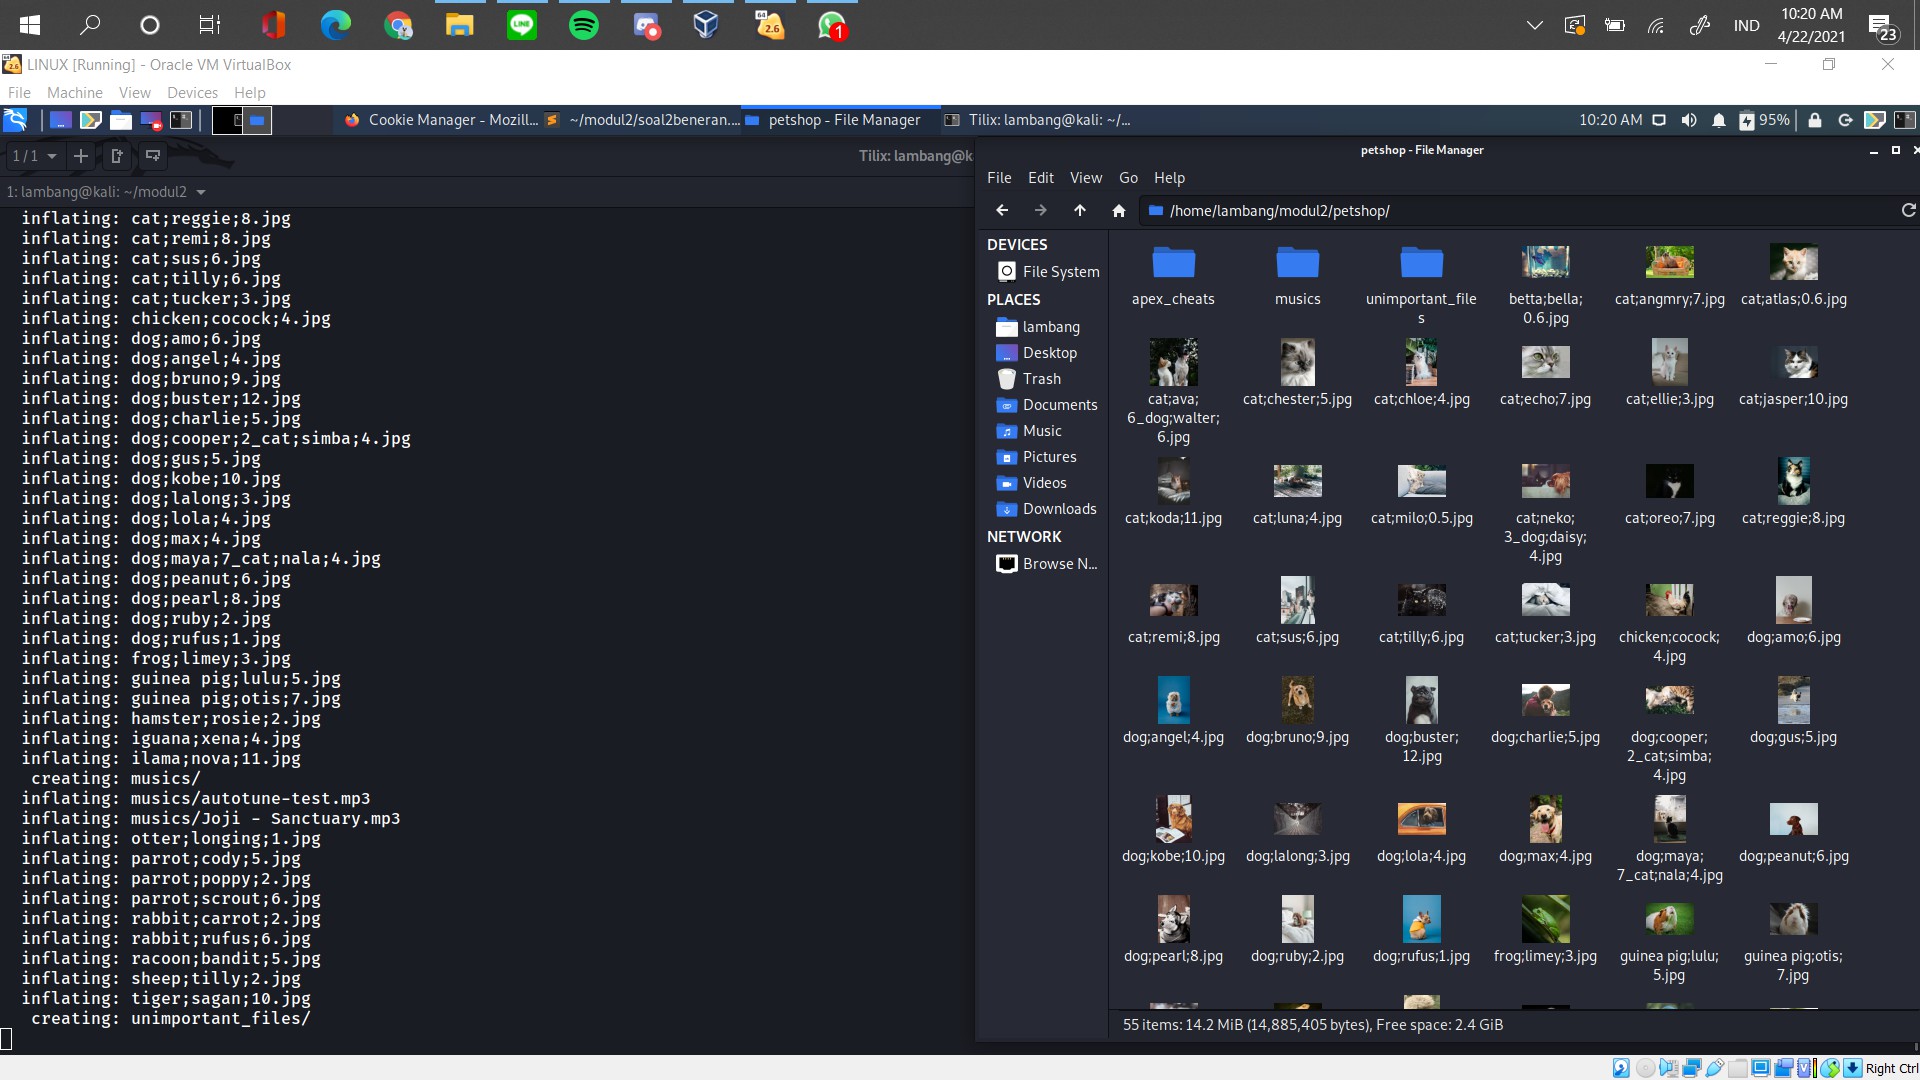 LINE
64
2.6
1
IND
10:20 AM
4/22/2021
23
64
2.6
LINUX [Running] - Oracle VM VirtualBox
File Machine View Devices Help
Cookie Manager - Mozill...
~/modul2/soal2beneran....
petshop - File Manager
Tilix: lambang@kali: ~/...
10:20 AM
95%
1 / 1
Tilix: lambang@k
1: lambang@kali: ~/modul2
inflating: cat;reggie;8.jpg
inflating: cat;remi;8.jpg
inflating: cat;sus;6.jpg
inflating: cat;tilly;6.jpg
inflating: cat;tucker;3.jpg
inflating: chicken;cocock;4.jpg
inflating: dog;amo;6.jpg
inflating: dog;angel;4.jpg
inflating: dog;bruno;9.jpg
inflating: dog;buster;12.jpg
inflating: dog;charlie;5.jpg
inflating: dog;cooper;2_cat;simba;4.jpg
inflating: dog;gus;5.jpg
inflating: dog;kobe;10.jpg
inflating: dog;lalong;3.jpg
inflating: dog;lola;4.jpg
inflating: dog;max;4.jpg
inflating: dog;maya;7_cat;nala;4.jpg
inflating: dog;peanut;6.jpg
inflating: dog;pearl;8.jpg
inflating: dog;ruby;2.jpg
inflating: dog;rufus;1.jpg
inflating: frog;limey;3.jpg
inflating: guinea pig;lulu;5.jpg
inflating: guinea pig;otis;7.jpg
inflating: hamster;rosie;2.jpg
inflating: iguana;xena;4.jpg
inflating: ilama;nova;11.jpg
creating: musics/
inflating: musics/autotune-test.mp3
inflating: musics/Joji - Sanctuary.mp3
inflating: otter;longing;1.jpg
inflating: parrot;cody;5.jpg
inflating: parrot;poppy;2.jpg
inflating: parrot;scrout;6.jpg
inflating: rabbit;carrot;2.jpg
inflating: rabbit;rufus;6.jpg
inflating: racoon;bandit;5.jpg
inflating: sheep;tilly;2.jpg
inflating: tiger;sagan;10.jpg
creating: unimportant_files/
petshop - File Manager
File Edit View Go Help
/home/lambang/modul2/petshop/
DEVICES
File System
PLACES
lambang
Desktop
Trash
Documents
Music
Pictures
Videos
Downloads
NETWORK
Browse N...
apex_cheats
musics
unimportant_file
s
betta;bella;
0.6.jpg
cat;angmry;7.jpg
cat;atlas;0.6.jpg
cat;ava;
6_dog;walter;
6.jpg
cat;chester;5.jpg
cat;chloe;4.jpg
cat;echo;7.jpg
cat;ellie;3.jpg
cat;jasper;10.jpg
cat;koda;11.jpg
cat;luna;4.jpg
cat;milo;0.5.jpg
cat;neko;
3_dog;daisy;
4.jpg
cat;oreo;7.jpg
cat;reggie;8.jpg
cat;remi;8.jpg
cat;sus;6.jpg
cat;tilly;6.jpg
cat;tucker;3.jpg
chicken;cocock;
4.jpg
dog;amo;6.jpg
dog;angel;4.jpg
dog;bruno;9.jpg
dog;buster;
12.jpg
dog;charlie;5.jpg
dog;cooper;
2_cat;simba;
4.jpg
dog;gus;5.jpg
dog;kobe;10.jpg
dog;lalong;3.jpg
dog;lola;4.jpg
dog;max;4.jpg
dog;maya;
7_cat;nala;4.jpg
dog;peanut;6.jpg
dog;pearl;8.jpg
dog;ruby;2.jpg
dog;rufus;1.jpg
frog;limey;3.jpg
guinea pig;lulu;
5.jpg
guinea pig;otis;
7.jpg
55 items: 14.2 MiB (14,885,405 bytes), Free space: 2.4 GiB
Right Ctrl